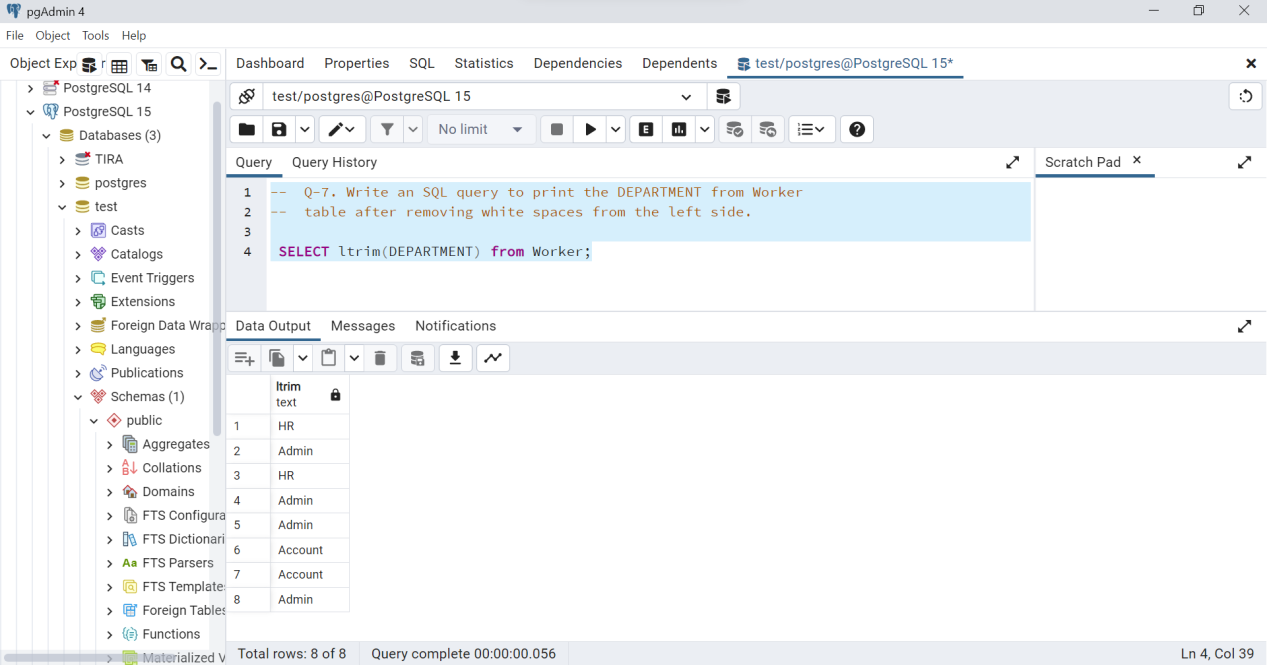 pgAdmin 4
File Object Tools Help
Object Exp r
Dashboard Properties SQL Statistics Dependencies Dependents test/postgres@PostgreSQL 15*
PostgreSQL 14
PostgreSQL 15
Databases (3)
TIRA
postgres
test
Casts
Catalogs
Event Triggers
Extensions
Foreign Data Wrapp
Languages
Publications
Schemas (1)
public
Aggregates
Collations
Domains
FTS Configura
FTS Dictionari
Aa FTS Parsers
FTS Template
Foreign Tables
Functions
Materialized V
test/postgres@PostgreSQL 15
No limit
E
Query Query History
Scratch Pad
1 -- Q-7. Write an SQL query to print the DEPARTMENT from Worker
2 -- table after removing white spaces from the left side.
3
4 SELECT ltrim(DEPARTMENT) from Worker;
Data Output Messages Notifications
ltrim
text
1 HR
2 Admin
3 HR
4 Admin
5 Admin
6 Account
7 Account
8 Admin
Total rows: 8 of 8 Query complete 00:00:00.056 Ln 4, Col 39